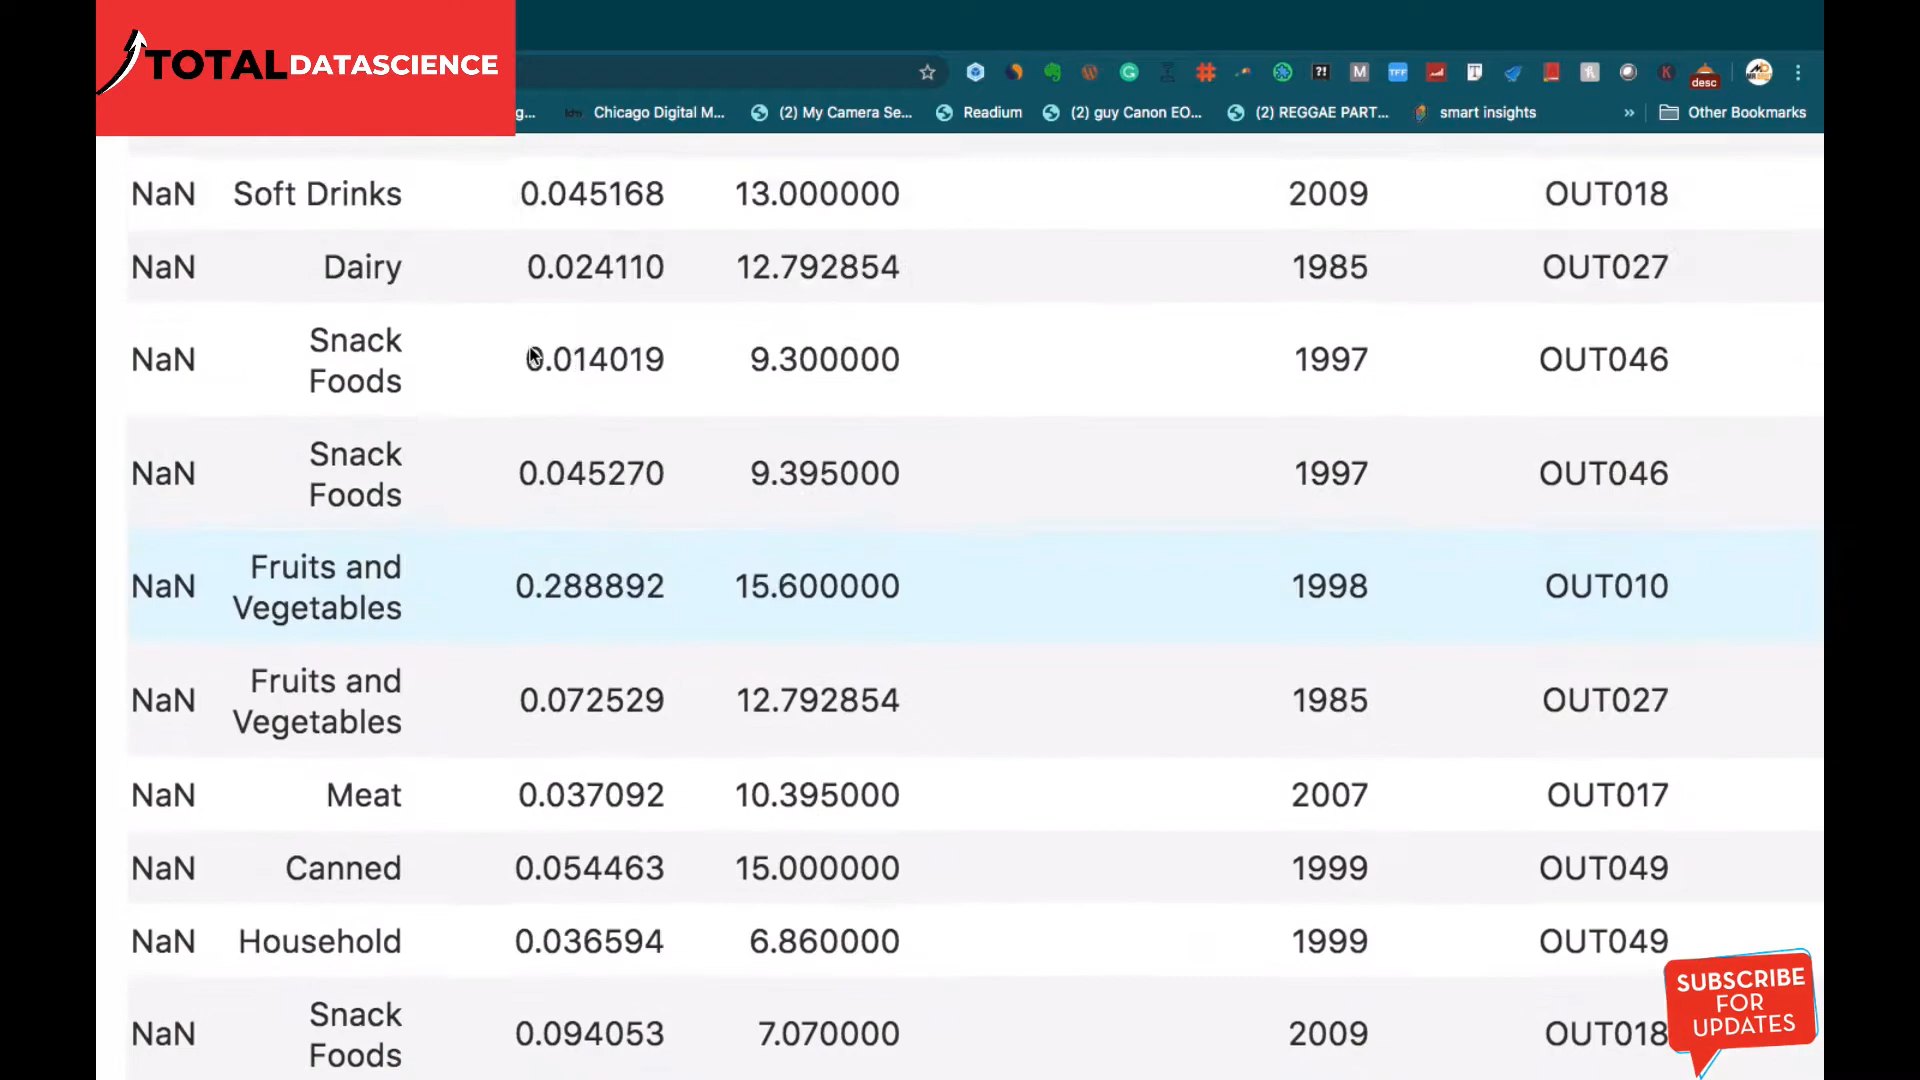 TOTALDATASCIENCE
desc
g... Chicago Digital M... (2) My Camera Se... Readium (2) guy Canon EO... (2) REGGAE PART... smart insights » Other Bookmarks
NaN Soft Drinks 0.045168 13.000000 2009 OUT018
NaN Dairy 0.024110 12.792854 1985 OUT027
NaN Snack Foods 0.014019 9.300000 1997 OUT046
NaN Snack Foods 0.045270 9.395000 1997 OUT046
NaN Fruits and Vegetables 0.288892 15.600000 1998 OUT010
NaN Fruits and Vegetables 0.072529 12.792854 1985 OUT027
NaN Meat 0.037092 10.395000 2007 OUT017
NaN Canned 0.054463 15.000000 1999 OUT049
NaN Household 0.036594 6.860000 1999 OUT049
NaN Snack Foods 0.094053 7.070000 2009 OUT018
SUBSCRIBE
FOR
UPDATES